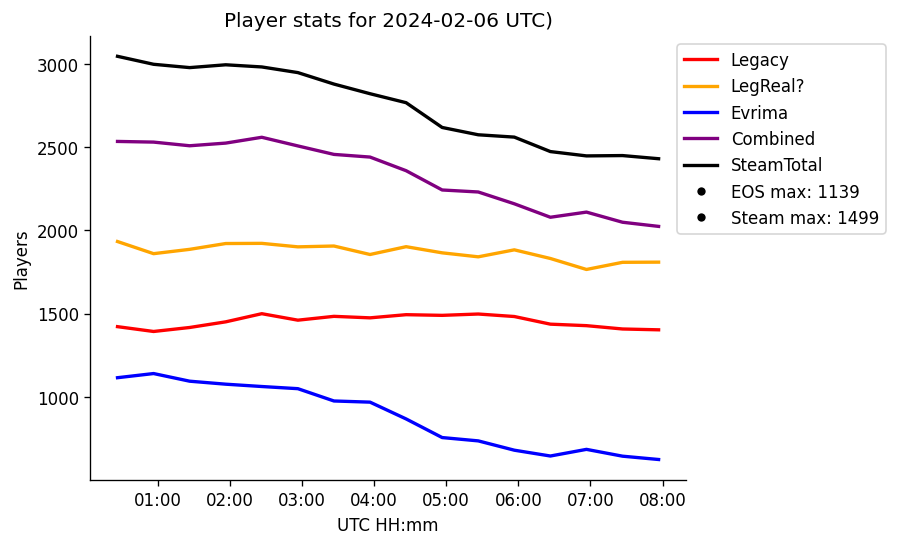 Player stats for 2024-02-06 UTC)
Players
3000
2500
2000
1500
1000
01:00 02:00 03:00 04:00 05:00 06:00 07:00 08:00
UTC HH:mm
Legacy
LegReal?
Evrima
Combined
SteamTotal
EOS max: 1139
Steam max: 1499